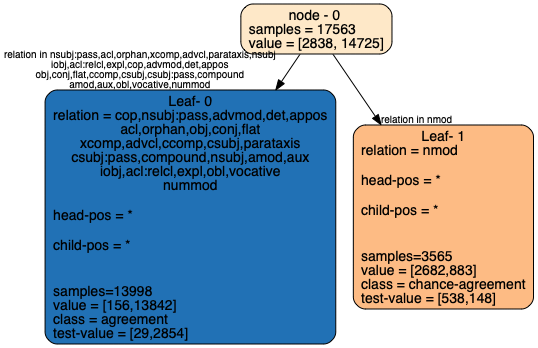 node - 0
samples = 17563
value = [2838, 14725]
relation in nsubj:pass,acl,orphan,xcomp,advcl,parataxis,nsubj
iobj,acl:relcl,expl,cop,advmod,det,appos
obj,conj,flat,ccomp,csubj,csubj:pass,compound
amod,aux,obl,vocative,nummod
relation in nmod
Leaf- 0
relation = cop,nsubj:pass,advmod,det,appos
acl,orphan,obj,conj,flat
xcomp,advcl,ccomp,csubj,parataxis
csubj:pass,compound,nsubj,amod,aux
iobj,acl:relcl,expl,obl,vocative
nummod
head-pos = *
child-pos = *
samples=13998
value = [156,13842]
class = agreement
test-value = [29,2854]
Leaf- 1
relation = nmod
head-pos = *
child-pos = *
samples=3565
value = [2682,883]
class = chance-agreement
test-value = [538,148]